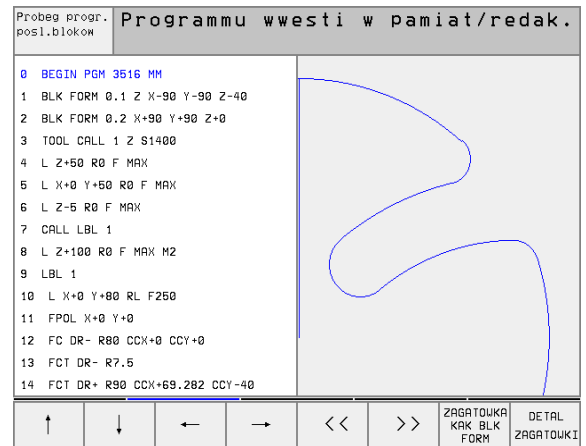 Probeg progr.
posl.blokow
Programmu wwesti w pamiat/redak.
0 BEGIN PGM 3516 MM
1 BLK FORM 0.1 Z X-90 Y-90 Z-40
2 BLK FORM 0.2 X+90 Y+90 Z+0
3 TOOL CALL 1 Z S1400
4 L Z+50 R0 F MAX
5 L X+0 Y+50 R0 F MAX
6 L Z-5 R0 F MAX
7 CALL LBL 1
8 L Z+100 R0 F MAX M2
9 LBL 1
10 L X+0 Y+80 RL F250
11 FPOL X+0 Y+0
12 FC DR- R80 CCX+0 CCY+0
13 FCT DR- R7.5
14 FCT DR+ R90 CCX+69.282 CCY-40
↑ ↓ ← → << >>
ZAGATOWKA
KAK BLK
FORM
DETAL
ZAGATOWKI